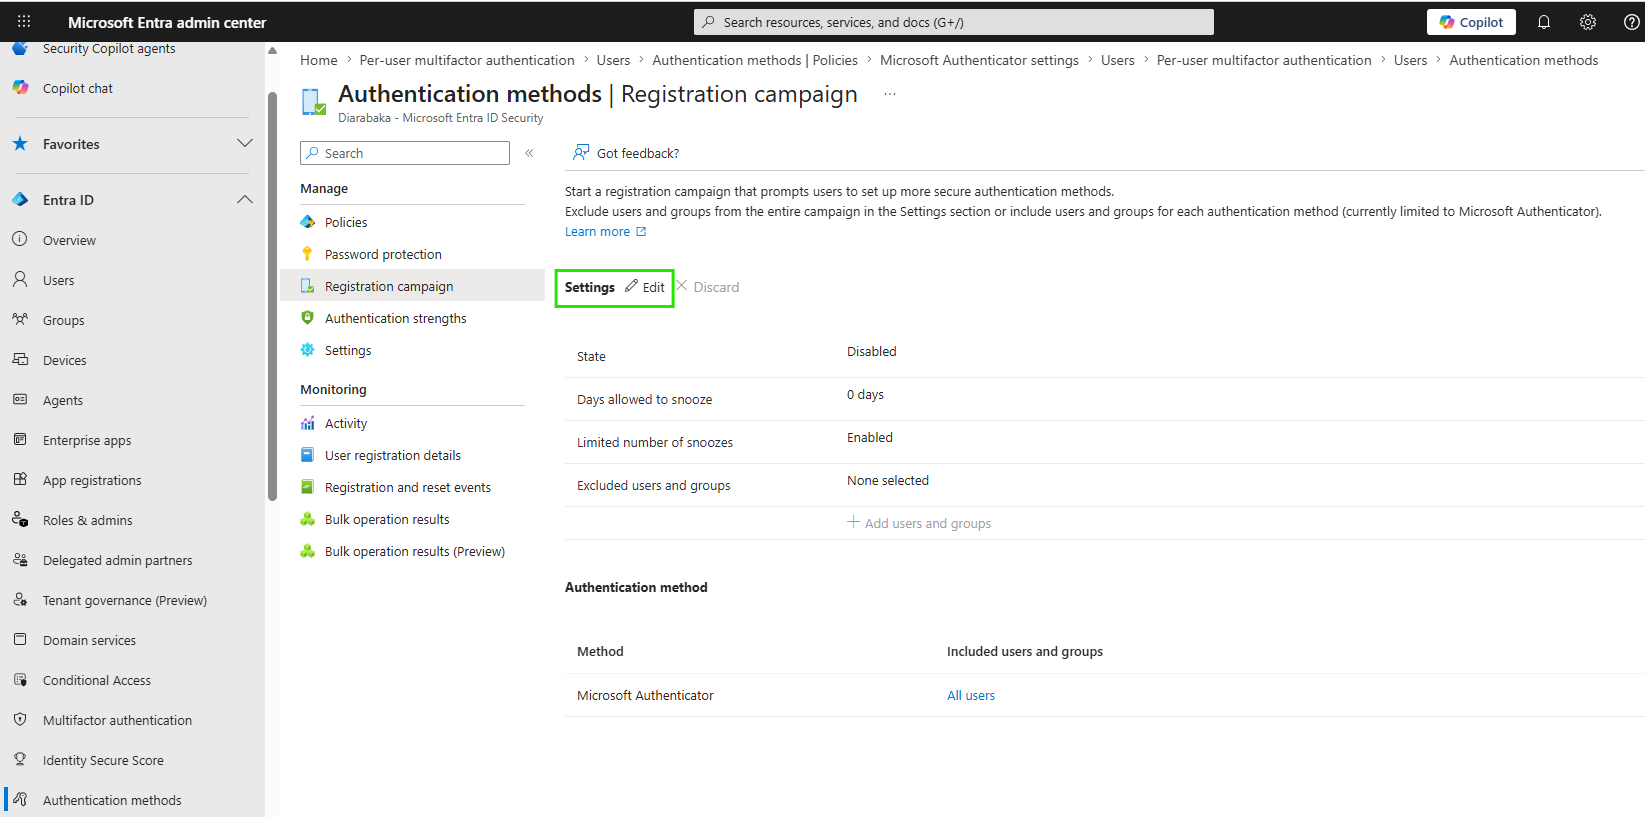 Microsoft Entra admin center
Search resources, services, and docs (G+/)
Copilot
Security Copilot agents
Copilot chat
Favorites
Entra ID
Overview
Users
Groups
Devices
Agents
Enterprise apps
App registrations
Roles & admins
Delegated admin partners
Tenant governance (Preview)
Domain services
Conditional Access
Multifactor authentication
Identity Secure Score
Authentication methods
Home > Per-user multifactor authentication > Users > Authentication methods | Policies > Microsoft Authenticator settings > Users > Per-user multifactor authentication > Users > Authentication methods
Authentication methods | Registration campaign ...
Diarabaka - Microsoft Entra ID Security
Search
Manage
Policies
Password protection
Registration campaign
Authentication strengths
Settings
Monitoring
Activity
User registration details
Registration and reset events
Bulk operation results
Bulk operation results (Preview)
Got feedback?
Start a registration campaign that prompts users to set up more secure authentication methods.
Exclude users and groups from the entire campaign in the Settings section or include users and groups for each authentication method (currently limited to Microsoft Authenticator).
Learn more
Settings Edit Discard
State Disabled
Days allowed to snooze 0 days
Limited number of snoozes Enabled
Excluded users and groups None selected
Add users and groups
Authentication method
Method Included users and groups
Microsoft Authenticator All users